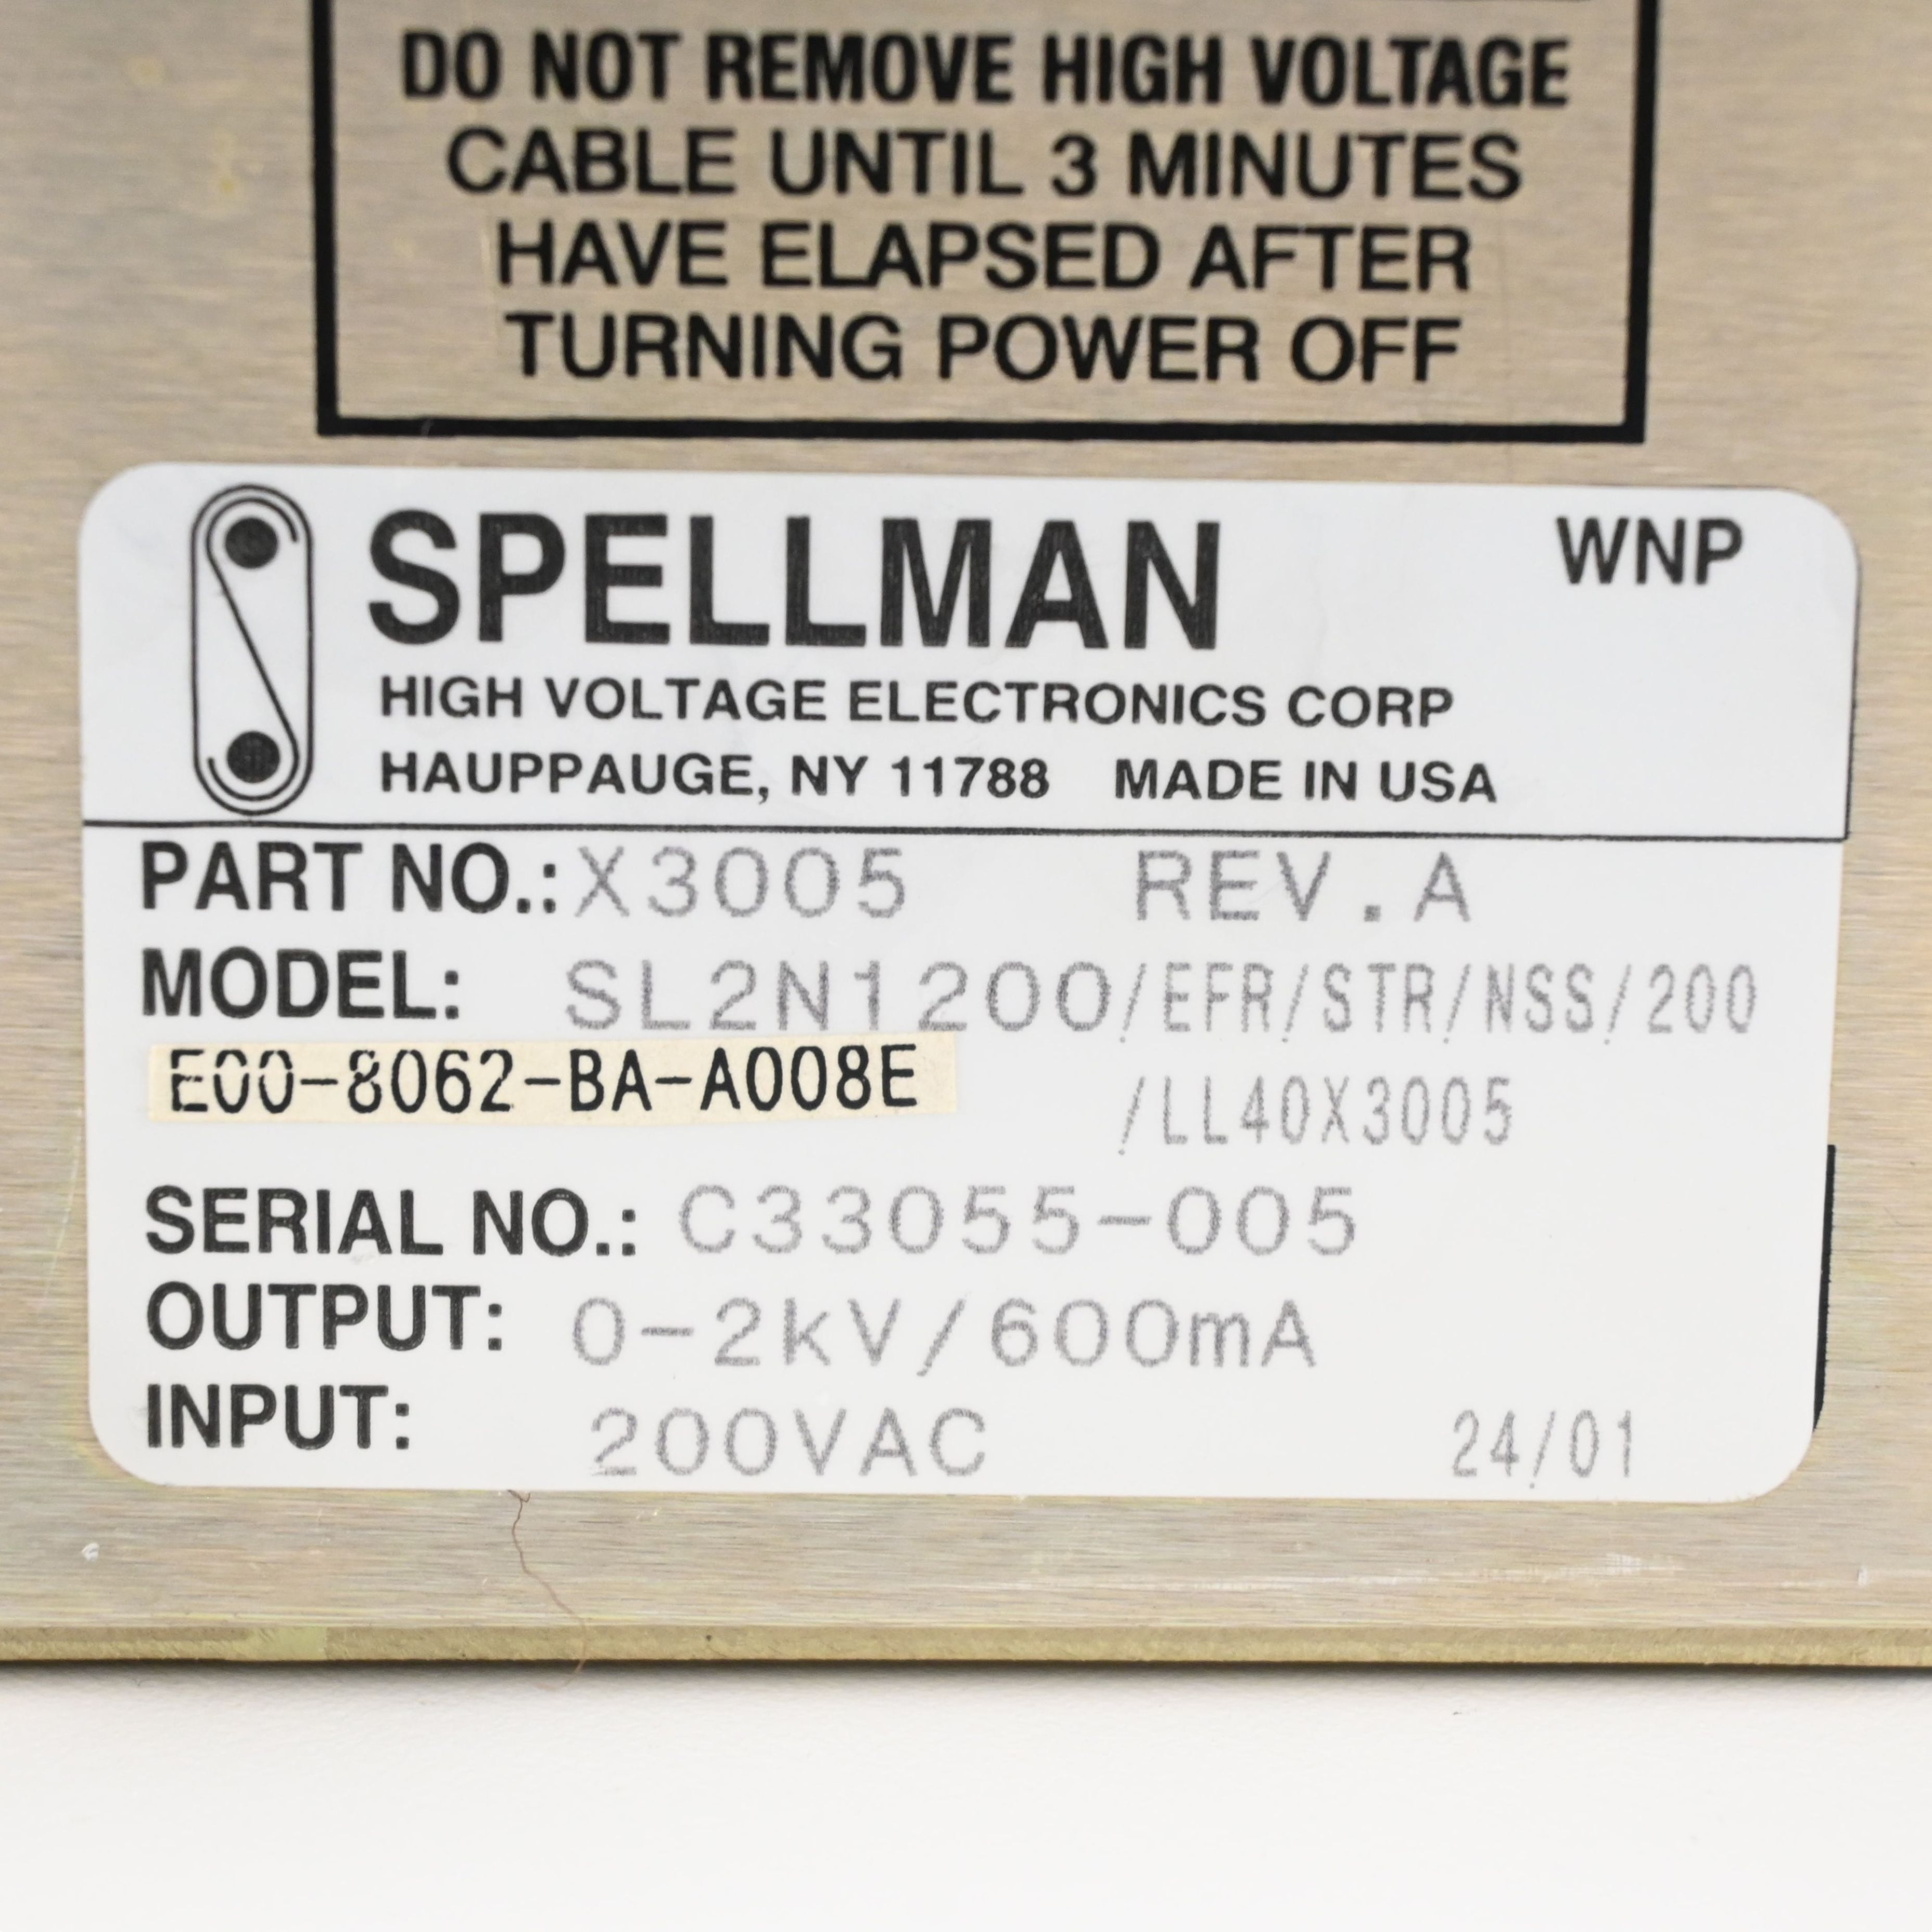 DO NOT REMOVE HIGH VOLTAGE
CABLE UNTIL 3 MINUTES
HAVE ELAPSED AFTER
TURNING POWER OFF
SPELLMAN WNP
HIGH VOLTAGE ELECTRONICS CORP
HAUPPAUGE, NY 11788 MADE IN USA
PART NO.: X3005 REV.A
MODEL: SL2N1200/EFR/STR/NSS/200
E00-8062-BA-A008E /LL40X3005
SERIAL NO.: C33055-005
OUTPUT: 0-2kV/600mA
INPUT: 200VAC 24/01